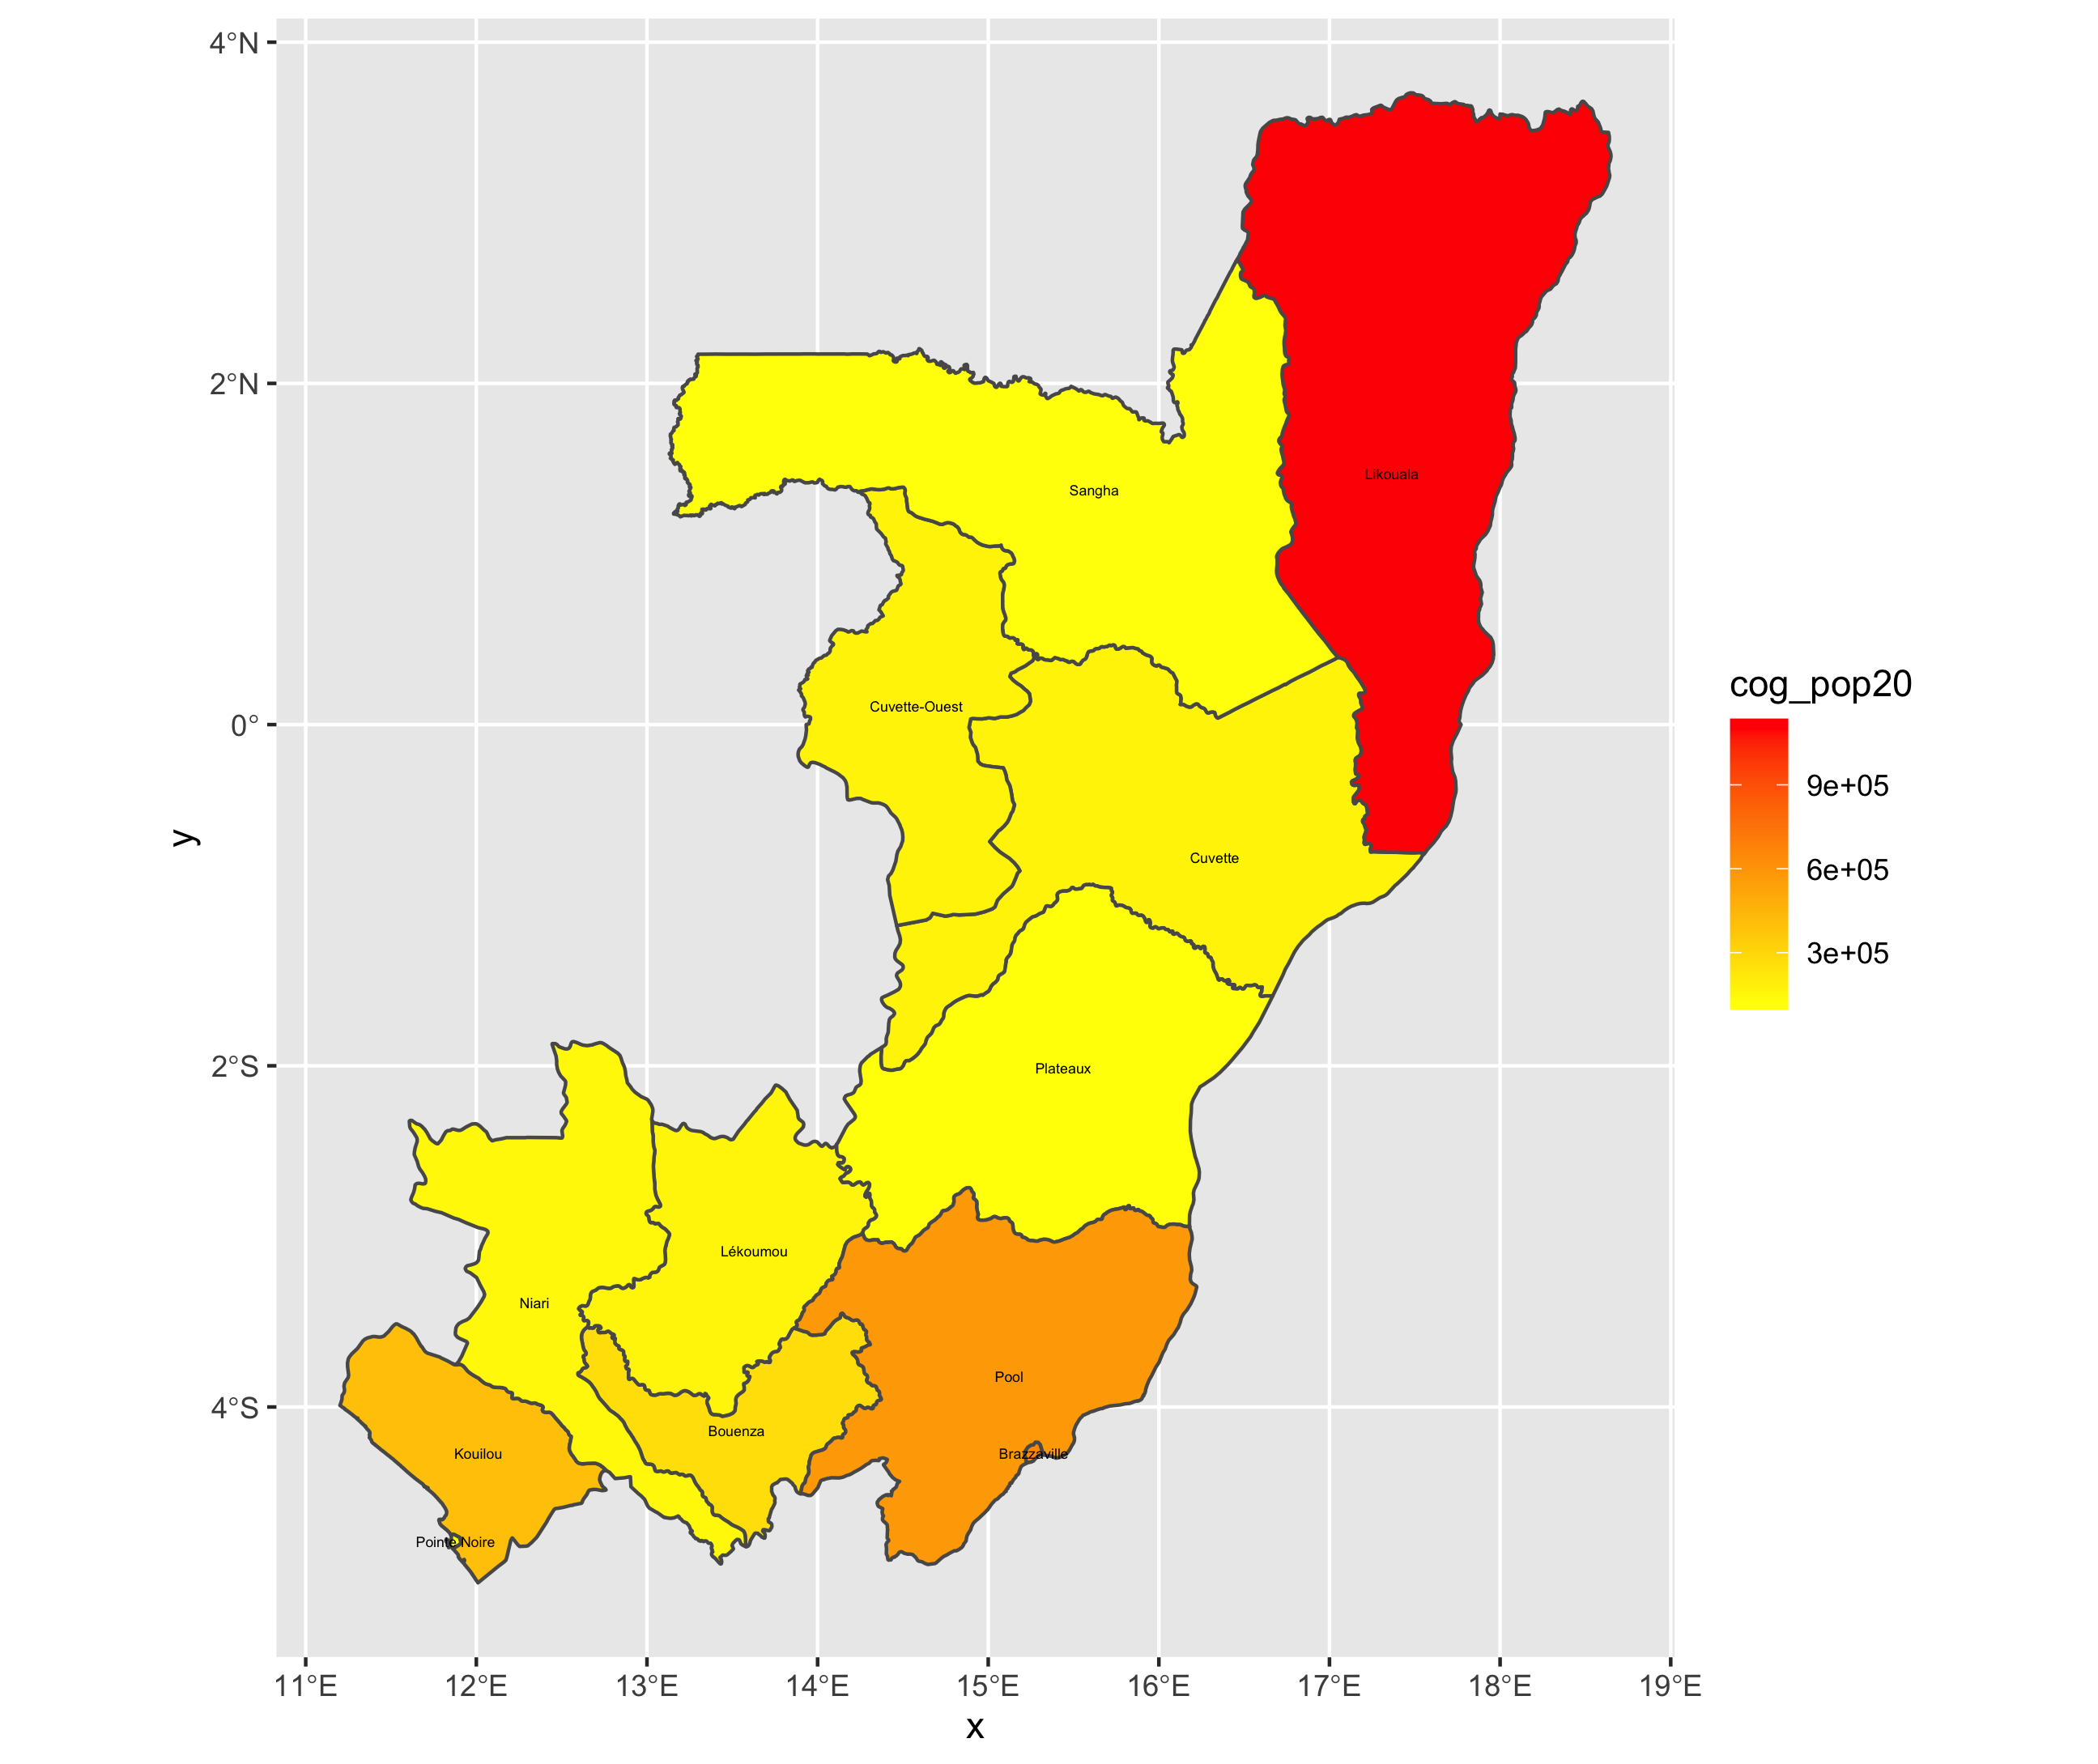 4°N
2°N
0°
2°S
4°S
y
Likouala
Sangha
Cuvette-Ouest
Cuvette
Plateaux
Lékoumou
Niari
Pool
Bouenza
Kouilou
Brazzaville
Pointe Noire
11°E 12°E 13°E 14°E 15°E 16°E 17°E 18°E 19°E
x
cog_pop20
9e+05
6e+05
3e+05